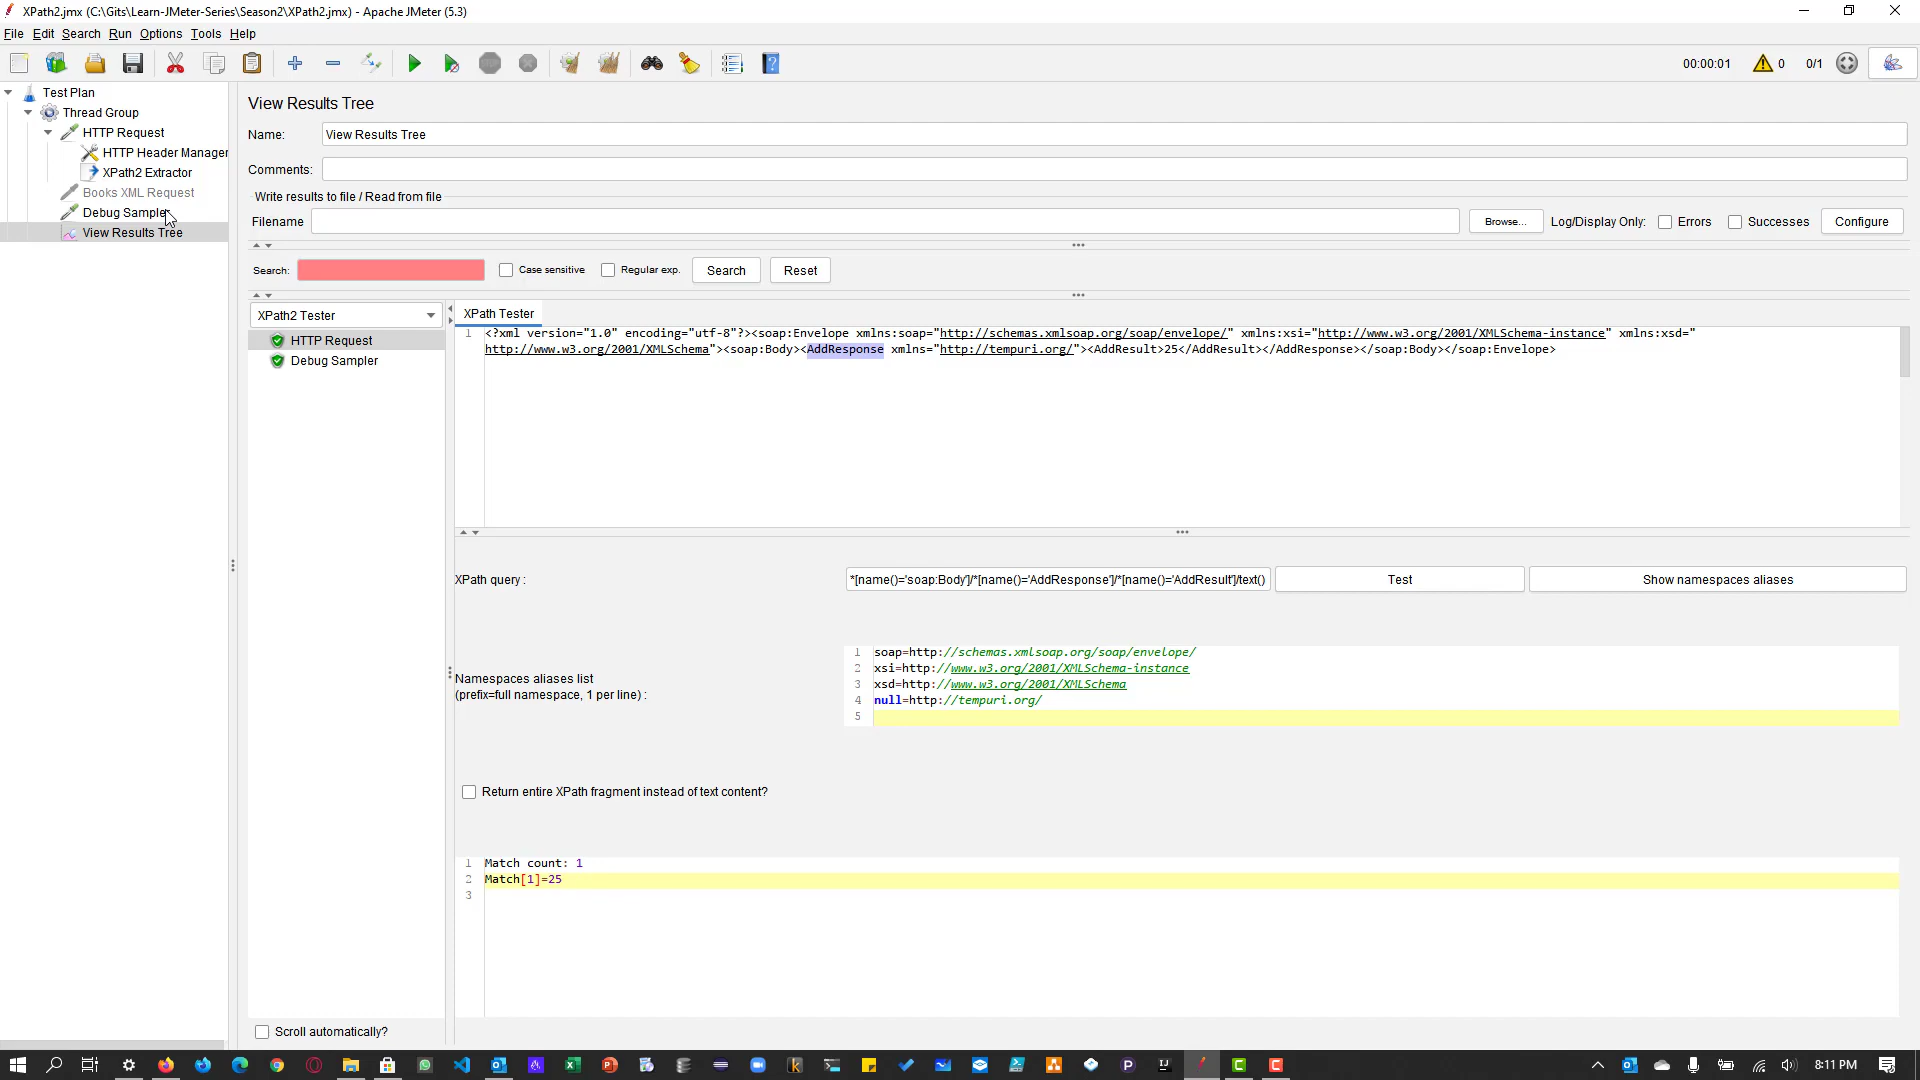 XPath2.jmx (C:\Gits\Learn-JMeter-Series\Season2\XPath2.jmx) - Apache JMeter (5.3)
File Edit Search Run Options Tools Help
00:00:01 0 0/1
Test Plan
Thread Group
HTTP Request
HTTP Header Manager
XPath2 Extractor
Books XML Request
Debug Sampler
View Results Tree
View Results Tree
Name: View Results Tree
Comments:
Write results to file / Read from file
Filename Browse... Log/Display Only: Errors Successes Configure
Search: Case sensitive Regular exp. Search Reset
XPath2 Tester
HTTP Request
Debug Sampler
Scroll automatically?
XPath Tester
1 <?xml version="1.0" encoding="utf-8"?><soap:Envelope xmlns:soap="http://schemas.xmlsoap.org/soap/envelope/" xmlns:xsi="http://www.w3.org/2001/XMLSchema-instance" xmlns:xsd="
http://www.w3.org/2001/XMLSchema"><soap:Body><AddResponse xmlns="http://tempuri.org/"><AddResult>25</AddResult></AddResponse></soap:Body></soap:Envelope>
XPath query : *[name()='soap:Body']/*[name()='AddResponse']/*[name()='AddResult']/text() Test Show namespaces aliases
Namespaces aliases list
(prefix=full namespace, 1 per line) :
1 soap=http://schemas.xmlsoap.org/soap/envelope/
2 xsi=http://www.w3.org/2001/XMLSchema-instance
3 xsd=http://www.w3.org/2001/XMLSchema
4 null=http://tempuri.org/
5
Return entire XPath fragment instead of text content?
1 Match count: 1
2 Match[1]=25
3
8:11 PM